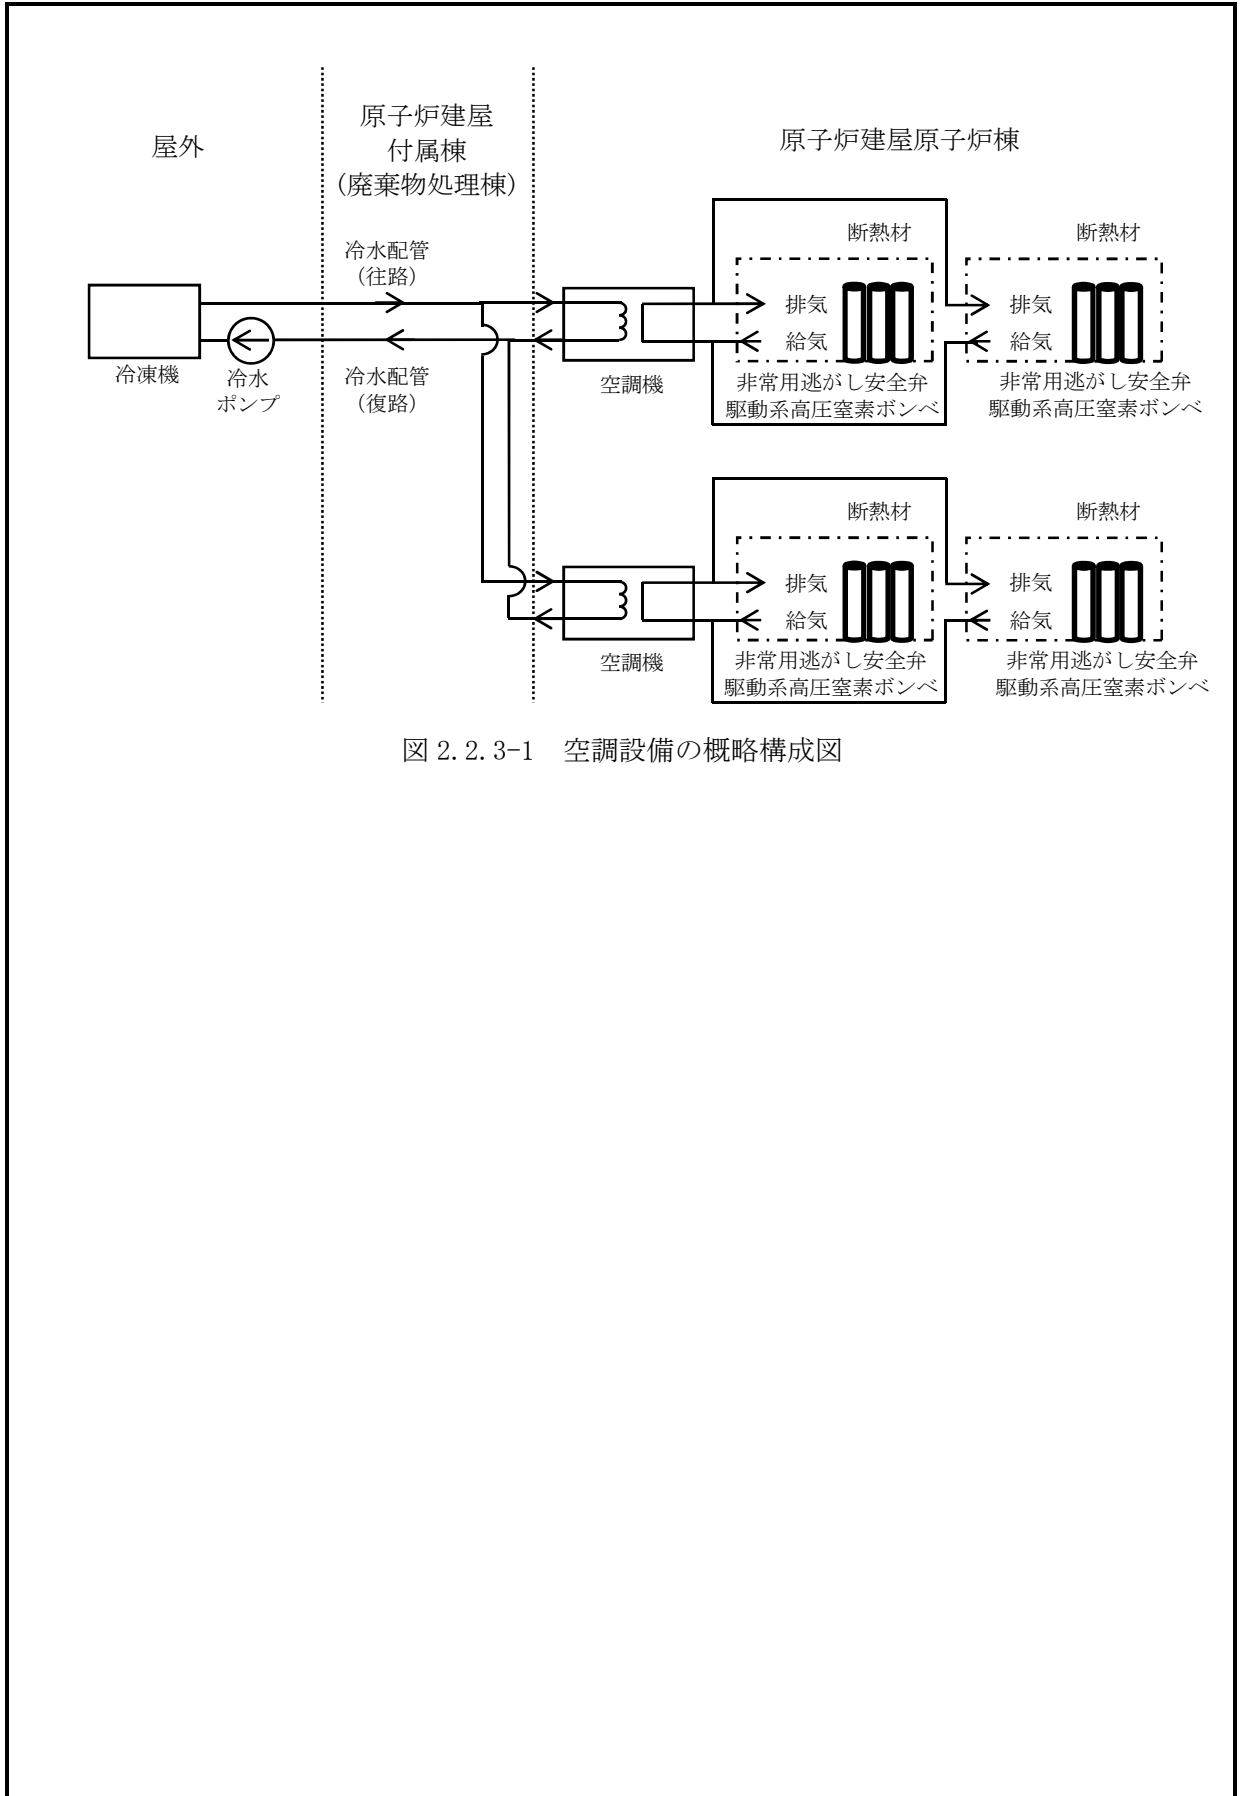 屋外
原子炉建屋
付属棟
(廃棄物処理棟)
原子炉建屋原子炉棟
冷水配管
(往路)
冷凍機
冷水
ポンプ
冷水配管
(復路)
空調機
断熱材
排気
給気
非常用逃がし安全弁
駆動系高圧窒素ボンベ
断熱材
排気
給気
非常用逃がし安全弁
駆動系高圧窒素ボンベ
空調機
断熱材
排気
給気
非常用逃がし安全弁
駆動系高圧窒素ボンベ
断熱材
排気
給気
非常用逃がし安全弁
駆動系高圧窒素ボンベ
図 2.2.3-1 空調設備の概略構成図